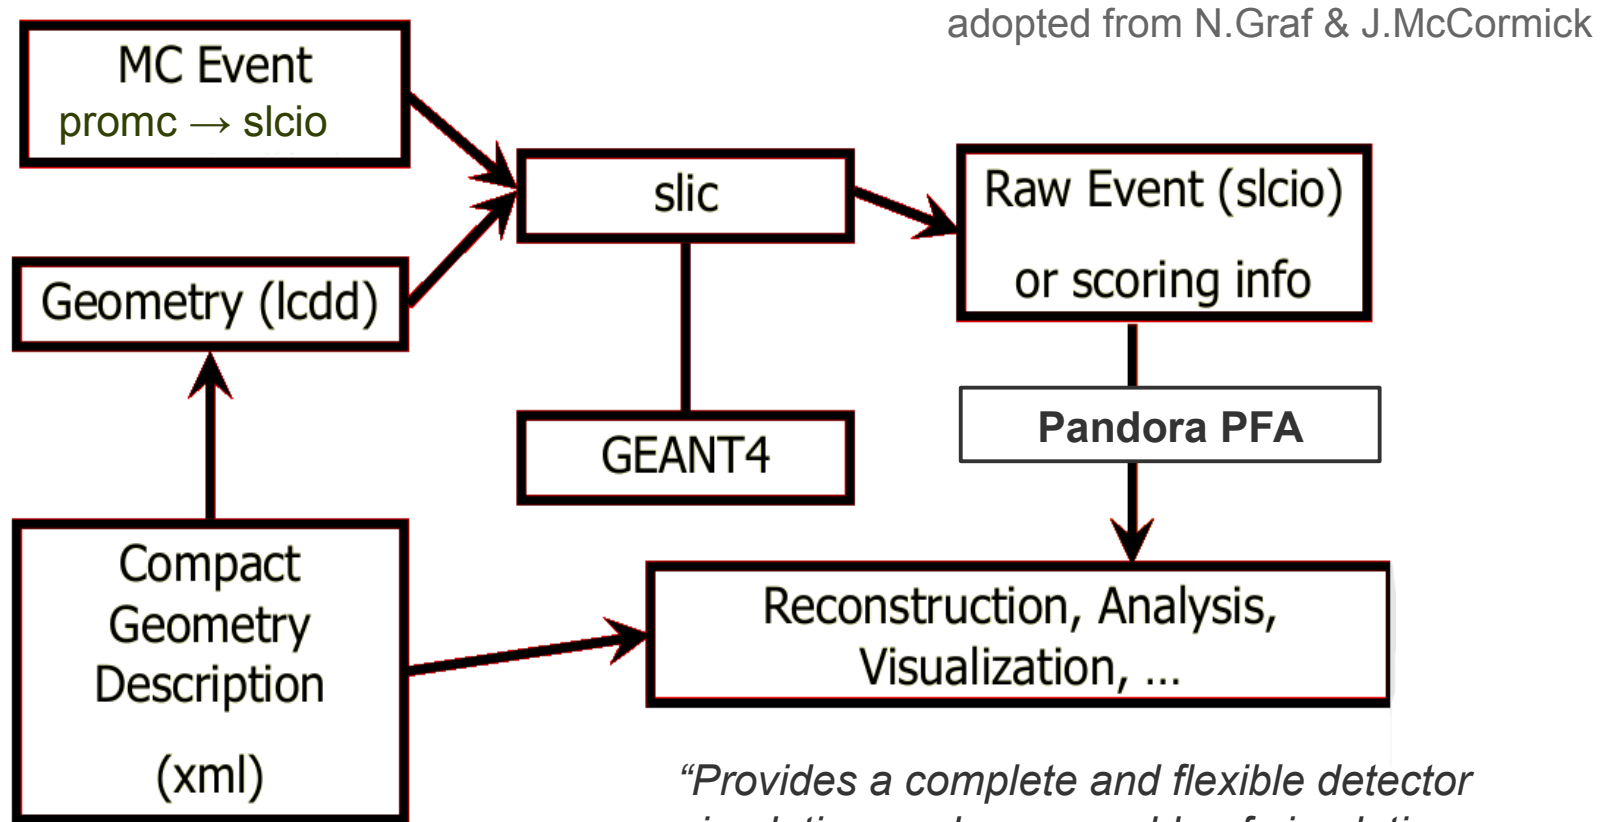 adopted from N.Graf & J.McCormick
MC Event
promc → slcio
slic
Raw Event (slcio)
or scoring info
Geometry (lcdd)
GEANT4
Pandora PFA
Compact
Geometry
Description
(xml)
Reconstruction, Analysis,
Visualization, ...
“Provides a complete and flexible detector